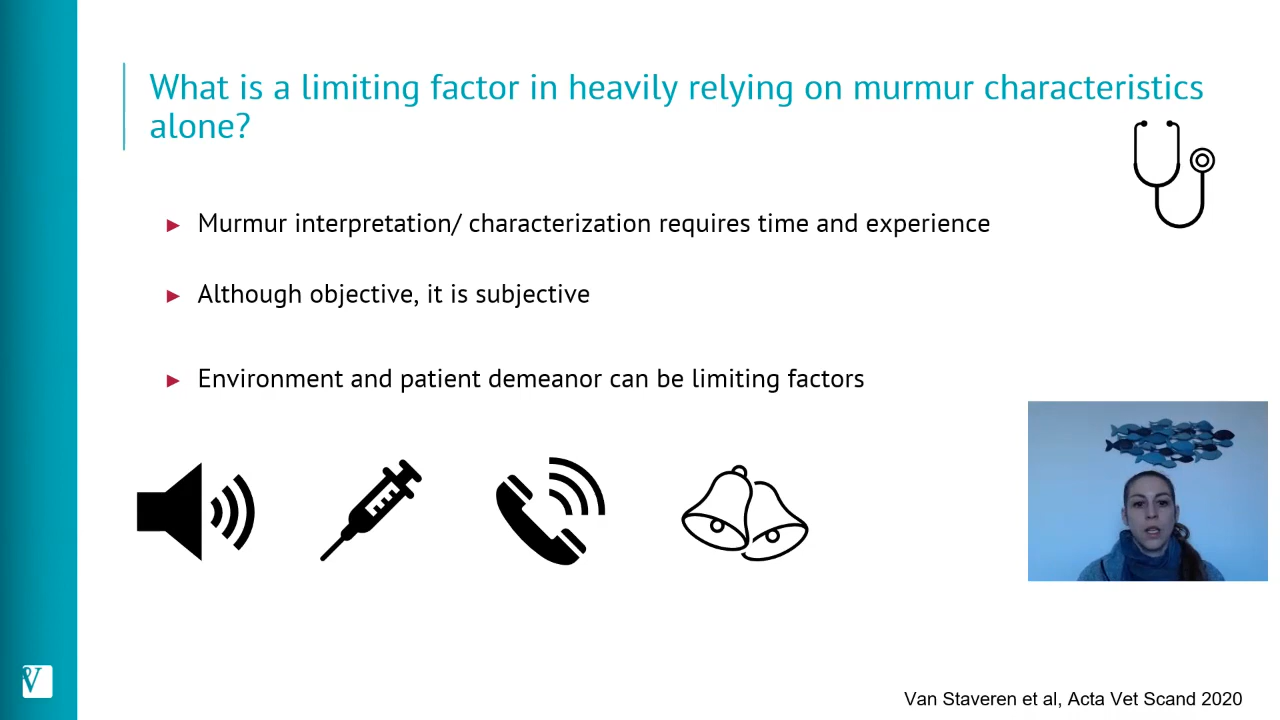 What is a limiting factor in heavily relying on murmur characteristics
alone?
► Murmur interpretation/ characterization requires time and experience
► Although objective, it is subjective
► Environment and patient demeanor can be limiting factors
V
Van Staveren et al, Acta Vet Scand 2020